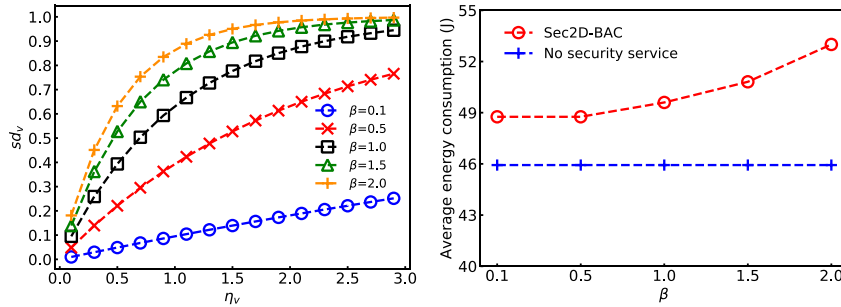 1.0
0.9
0.8
0.7
0.6
0.5
0.4
0.3
0.2
0.1
0.0
sd_v
β=0.1
β=0.5
β=1.0
β=1.5
β=2.0
0.0 0.5 1.0 1.5 2.0 2.5 3.0
η_v
Average energy consumption (J)
55
52
49
46
43
40
Sec2D-BAC
No security service
0.1 0.5 1.0 1.5 2.0
β